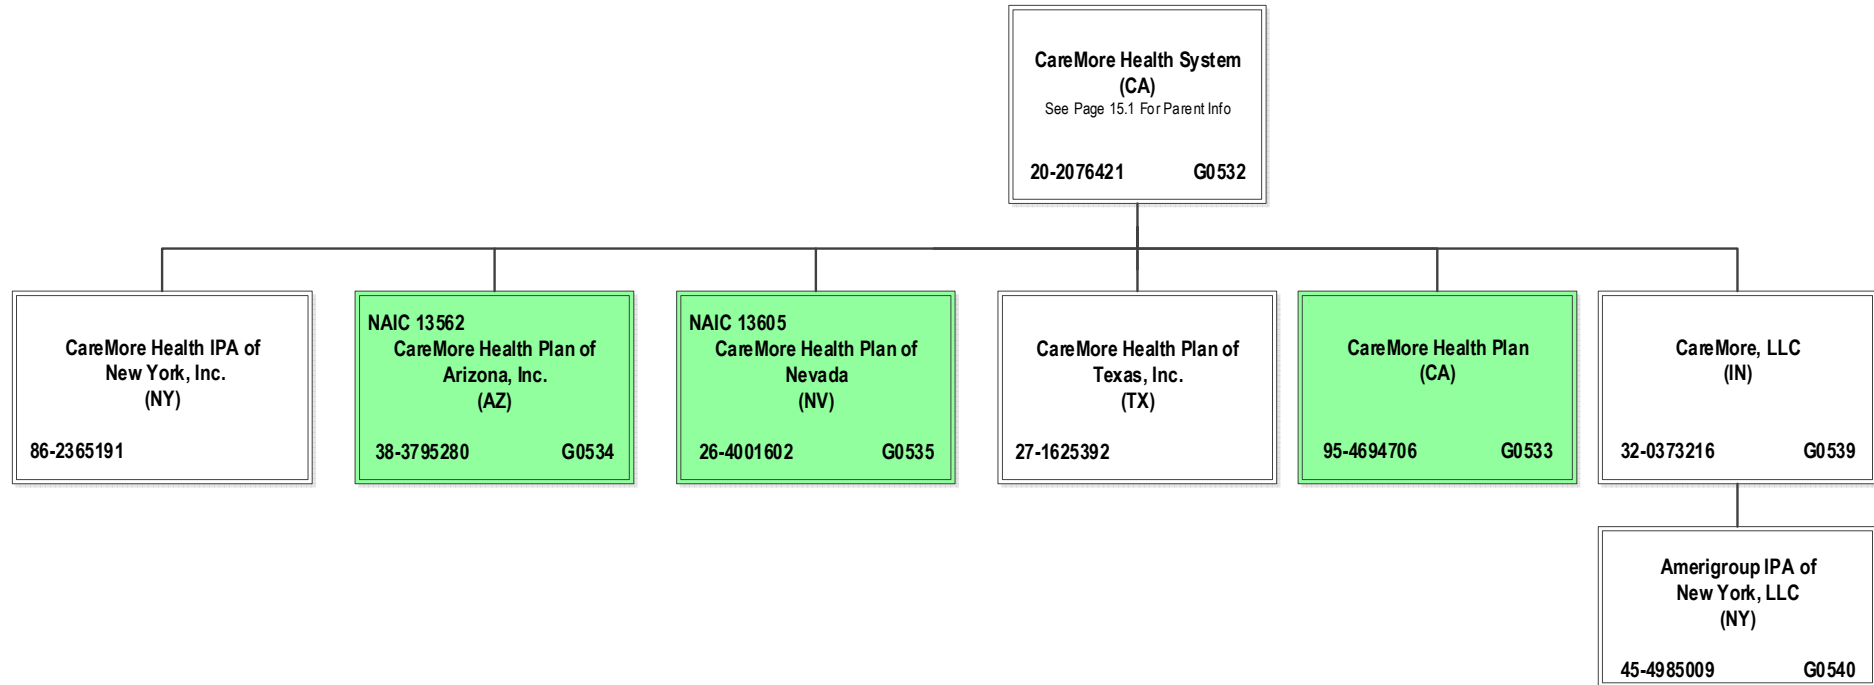 CareMore Health System
(CA)
See Page 15.1 For Parent Info
20-2076421 G0532
CareMore Health IPA of
New York, Inc.
(NY)
86-2365191
NAIC 13562
CareMore Health Plan of
Arizona, Inc.
(AZ)
38-3795280 G0534
NAIC 13605
CareMore Health Plan of
Nevada
(NV)
26-4001602 G0535
CareMore Health Plan of
Texas, Inc.
(TX)
27-1625392
CareMore Health Plan
(CA)
95-4694706 G0533
CareMore, LLC
(IN)
32-0373216 G0539
Amerigroup IPA of
New York, LLC
(NY)
45-4985009 G0540